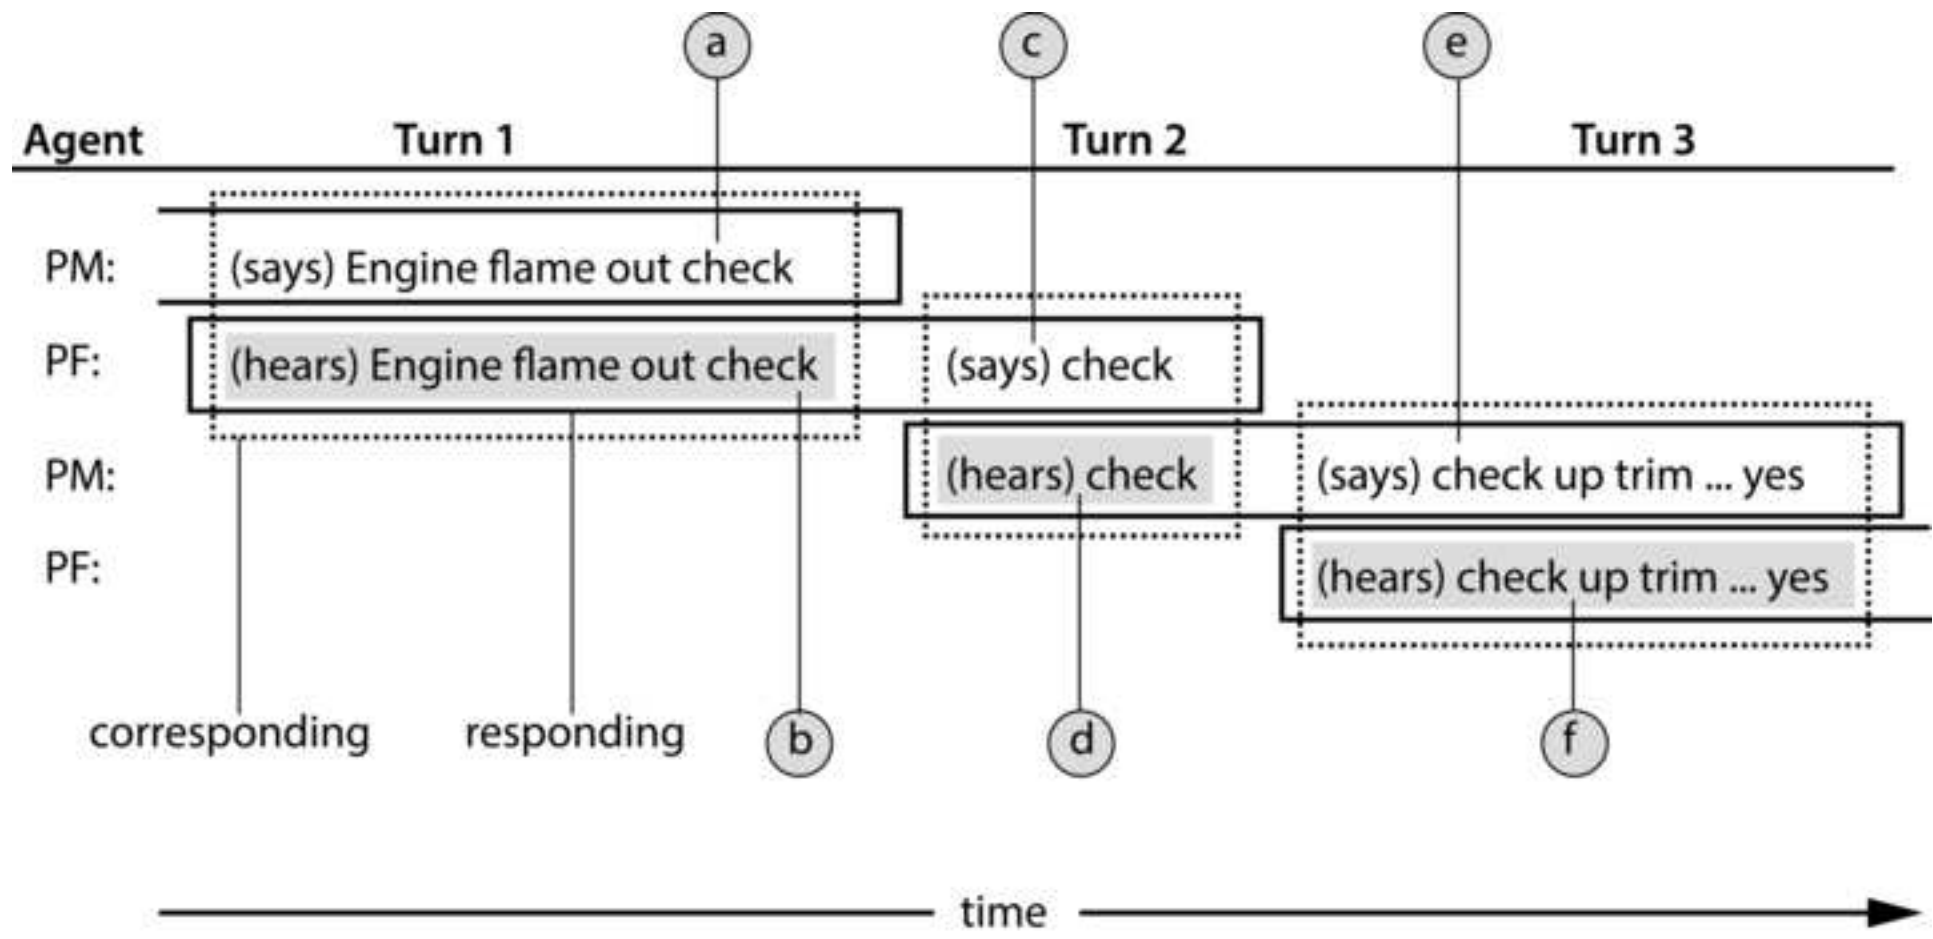 a c e
Agent Turn 1 Turn 2 Turn 3
PM: (says) Engine flame out check
PF: (hears) Engine flame out check (says) check
PM: (hears) check (says) check up trim ... yes
PF: (hears) check up trim ... yes
corresponding responding b d f
time